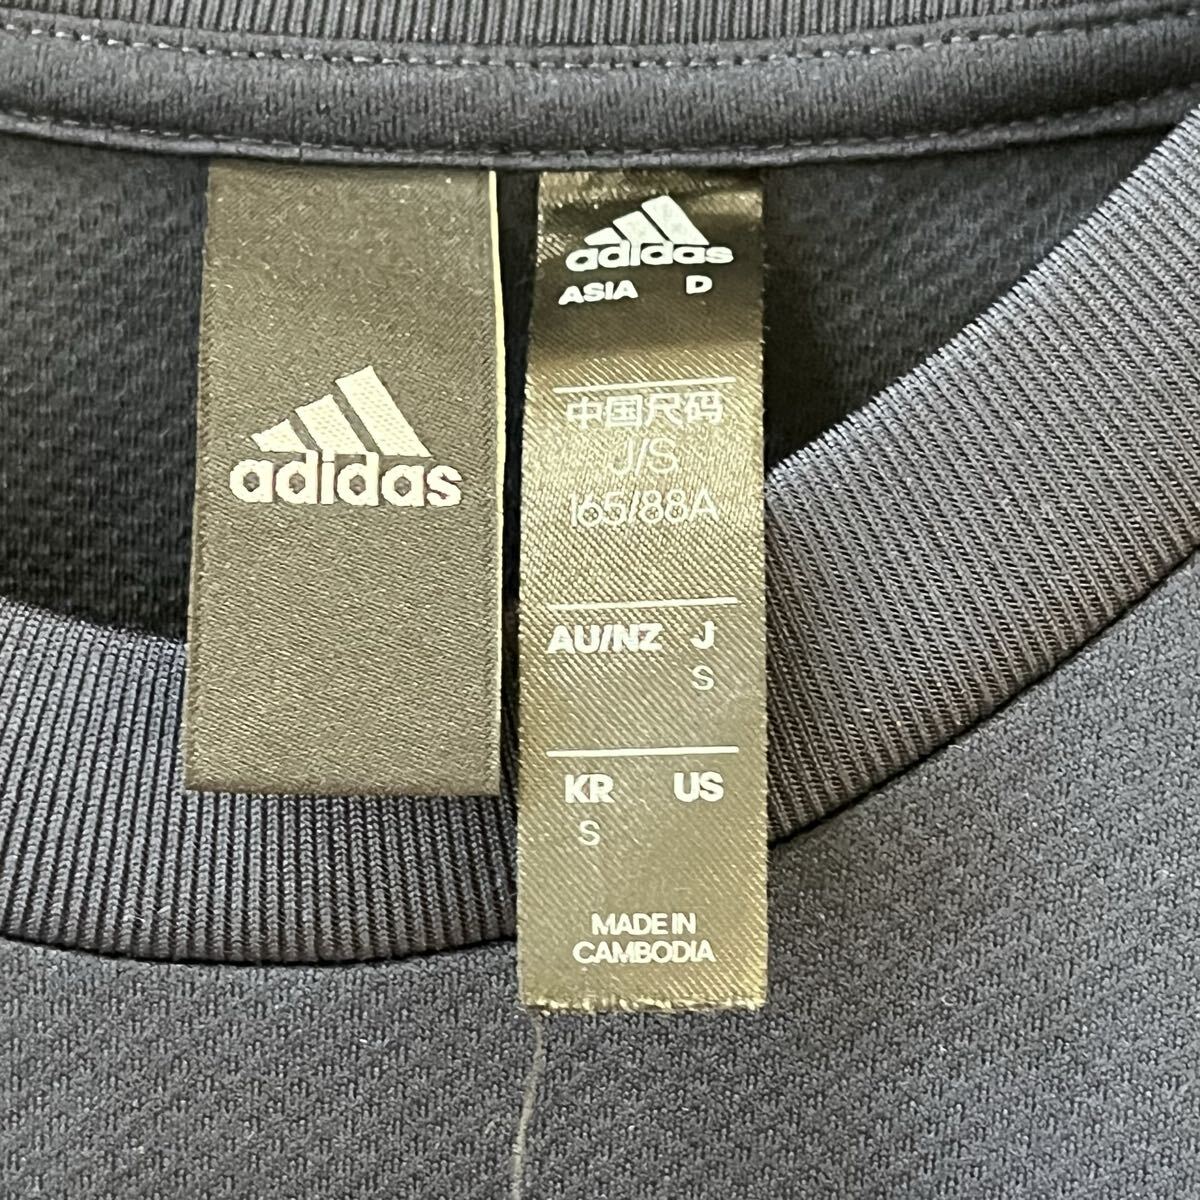 adidas
adidas
ASIA D
中国尺码
J/S
165/88A
AU/NZ J
S
KR US
S
MADE IN
CAMBODIA